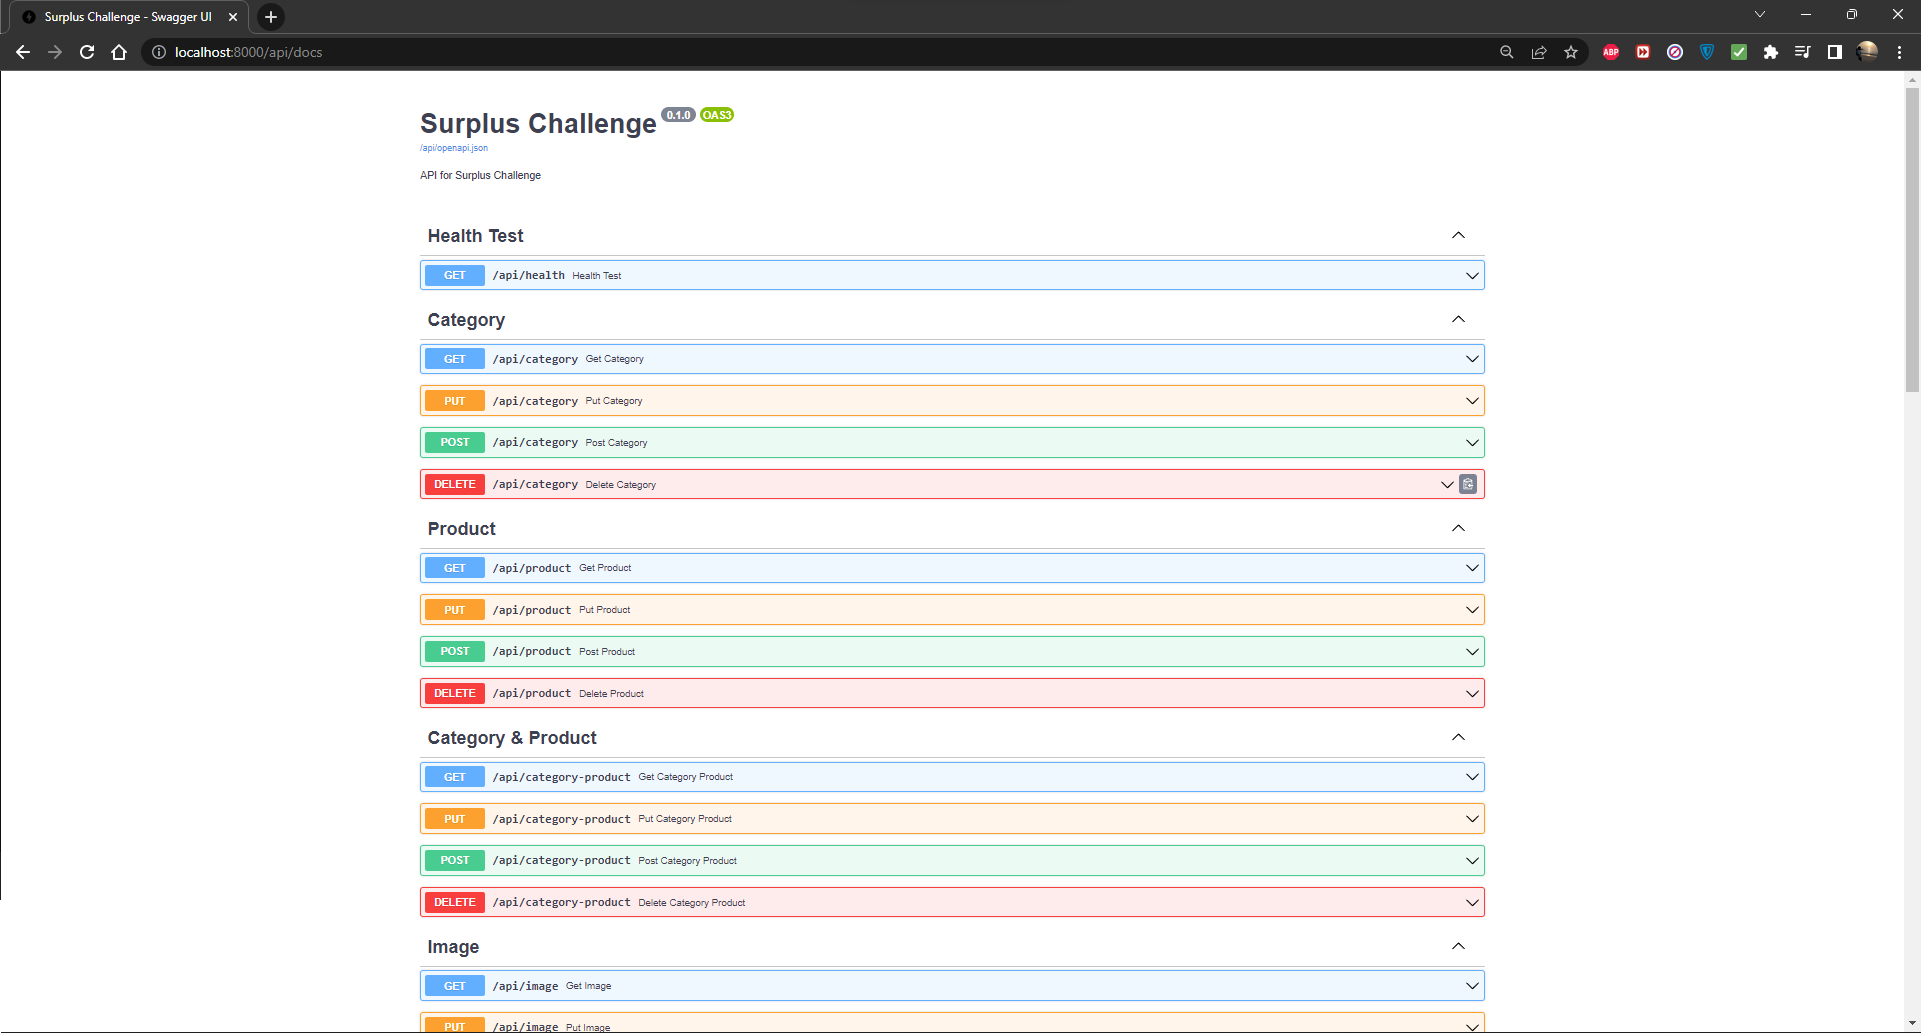 Surplus Challenge - Swagger UI
localhost:8000/api/docs
ABP
Surplus Challenge 0.1.0 OAS3
/api/openapi.json
API for Surplus Challenge
Health Test
GET /api/health Health Test
Category
GET /api/category Get Category
PUT /api/category Put Category
POST /api/category Post Category
DELETE /api/category Delete Category
Product
GET /api/product Get Product
PUT /api/product Put Product
POST /api/product Post Product
DELETE /api/product Delete Product
Category & Product
GET /api/category-product Get Category Product
PUT /api/category-product Put Category Product
POST /api/category-product Post Category Product
DELETE /api/category-product Delete Category Product
Image
GET /api/image Get Image
PUT /api/image Put Image